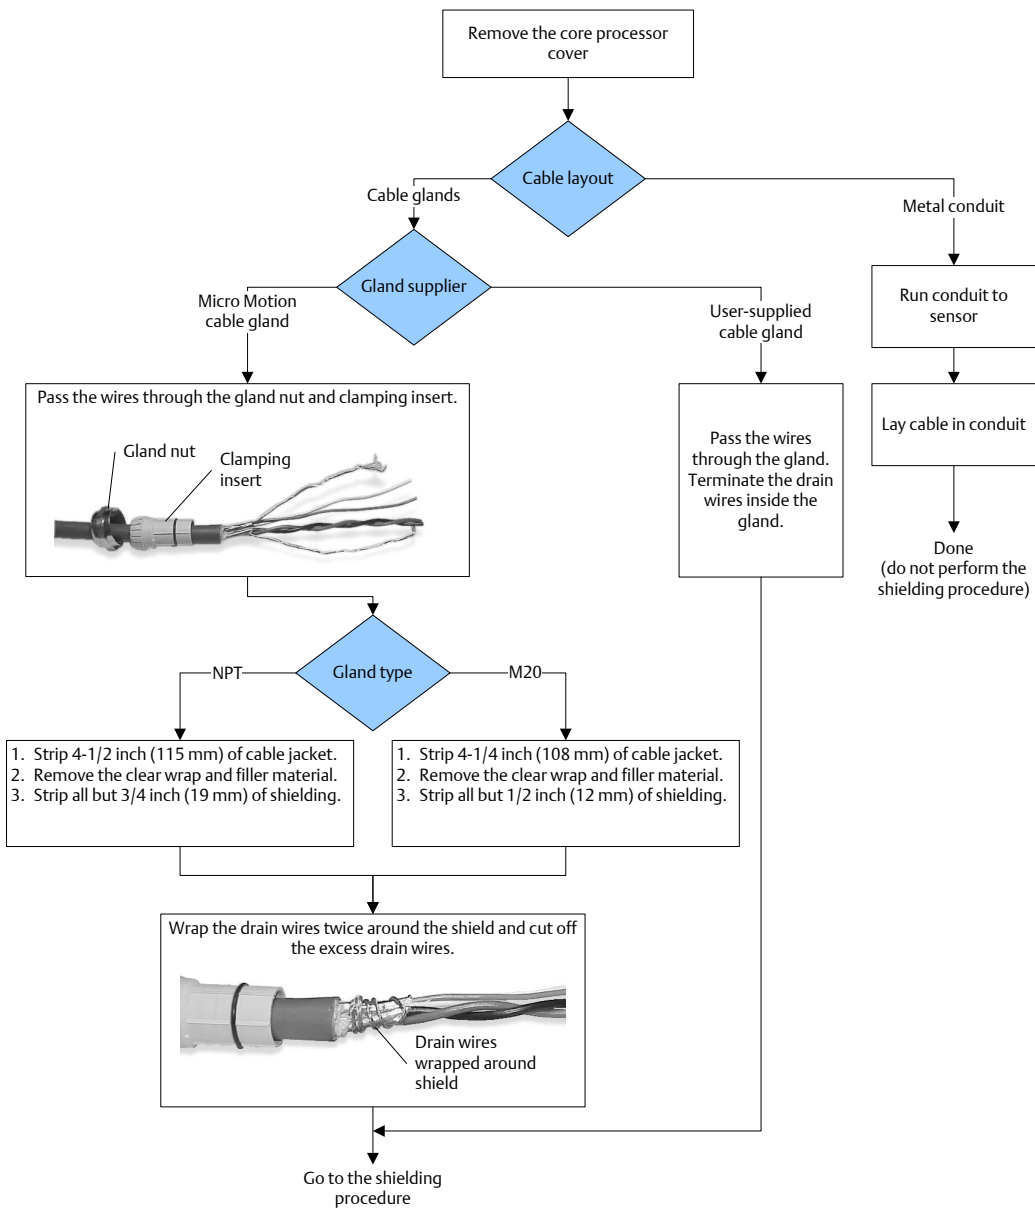 Remove the core processor
cover
Cable layout
Cable glands
Metal conduit
Gland supplier
Micro Motion
cable gland
User-supplied
cable gland
Run conduit to
sensor
Lay cable in conduit
Done
(do not perform the
shielding procedure)
Pass the wires through the gland nut and clamping insert.
Gland nut
Clamping
insert
Pass the wires
through the gland.
Terminate the drain
wires inside the
gland.
Gland type
NPT
M20
1. Strip 4-1/2 inch (115 mm) of cable jacket.
2. Remove the clear wrap and filler material.
3. Strip all but 3/4 inch (19 mm) of shielding.
1. Strip 4-1/4 inch (108 mm) of cable jacket.
2. Remove the clear wrap and filler material.
3. Strip all but 1/2 inch (12 mm) of shielding.
Wrap the drain wires twice around the shield and cut off
the excess drain wires.
Drain wires
wrapped around
shield
Go to the shielding
procedure